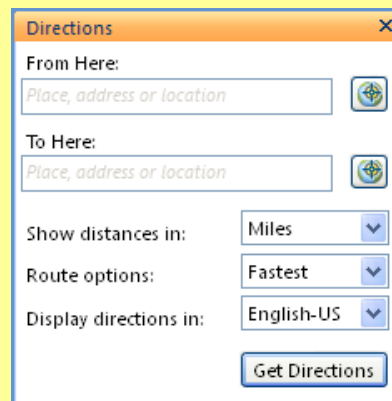 Directions
From Here:
Place, address or location
To Here:
Place, address or location
Show distances in: Miles
Route options: Fastest
Display directions in: English-US
Get Directions